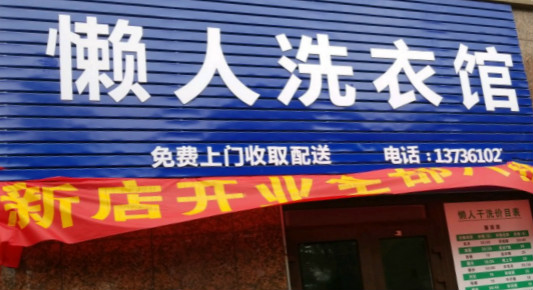 懒人洗衣馆
免费上门收取配送 电话:13736102
新店开业全部八
懒人干洗价目表